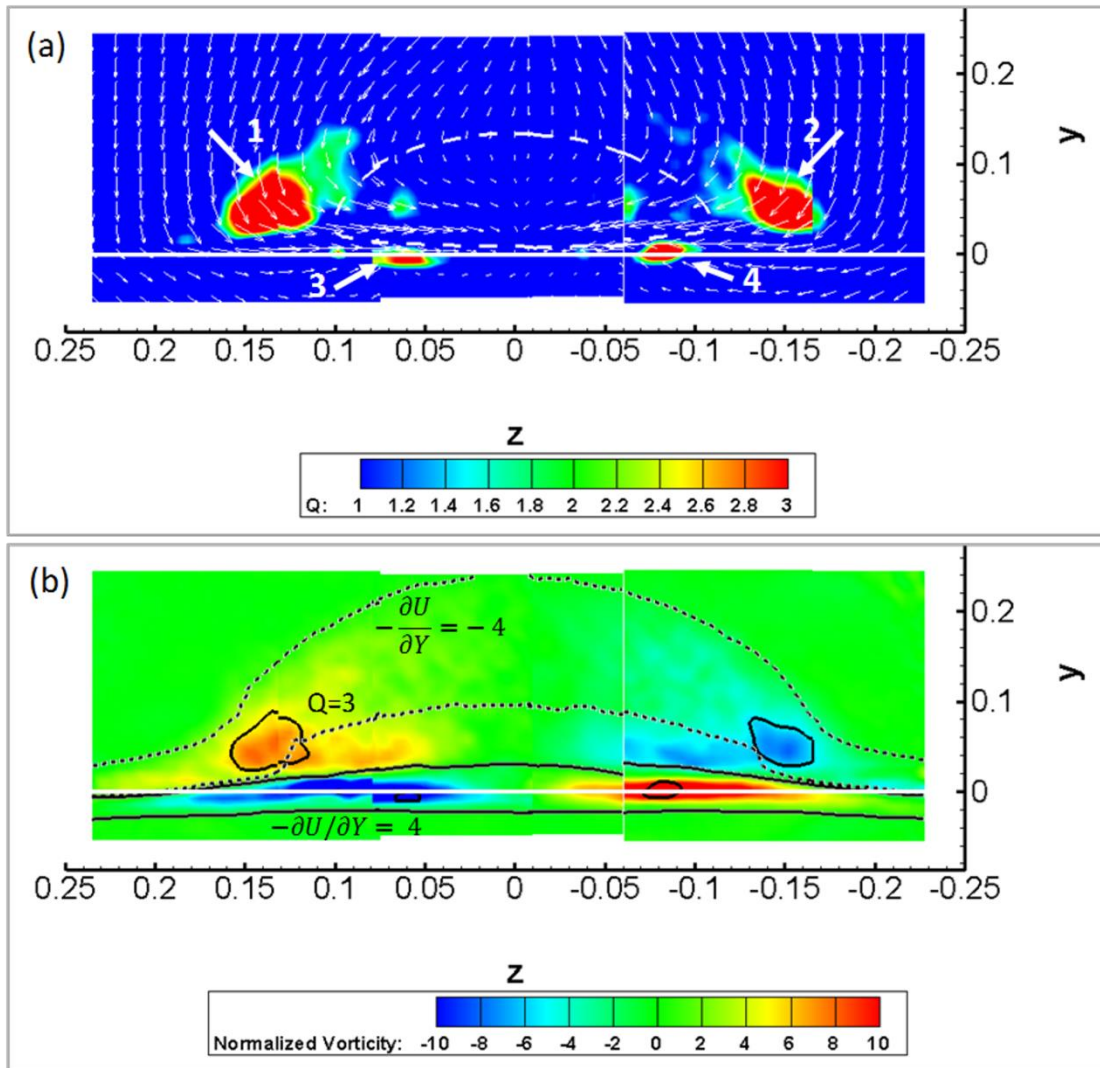 (a)
1
2
3
4
0.2
0.1
0
y
0.25 0.2 0.15 0.1 0.05 0 -0.05 -0.1 -0.15 -0.2 -0.25
z
Q: 1 1.2 1.4 1.6 1.8 2 2.2 2.4 2.6 2.8 3
(b)
-∂U/∂Y = -4
Q=3
-∂U/∂Y = 4
0.2
0.1
0
y
0.25 0.2 0.15 0.1 0.05 0 -0.05 -0.1 -0.15 -0.2 -0.25
z
Normalized Vorticity: -10 -8 -6 -4 -2 0 2 4 6 8 10